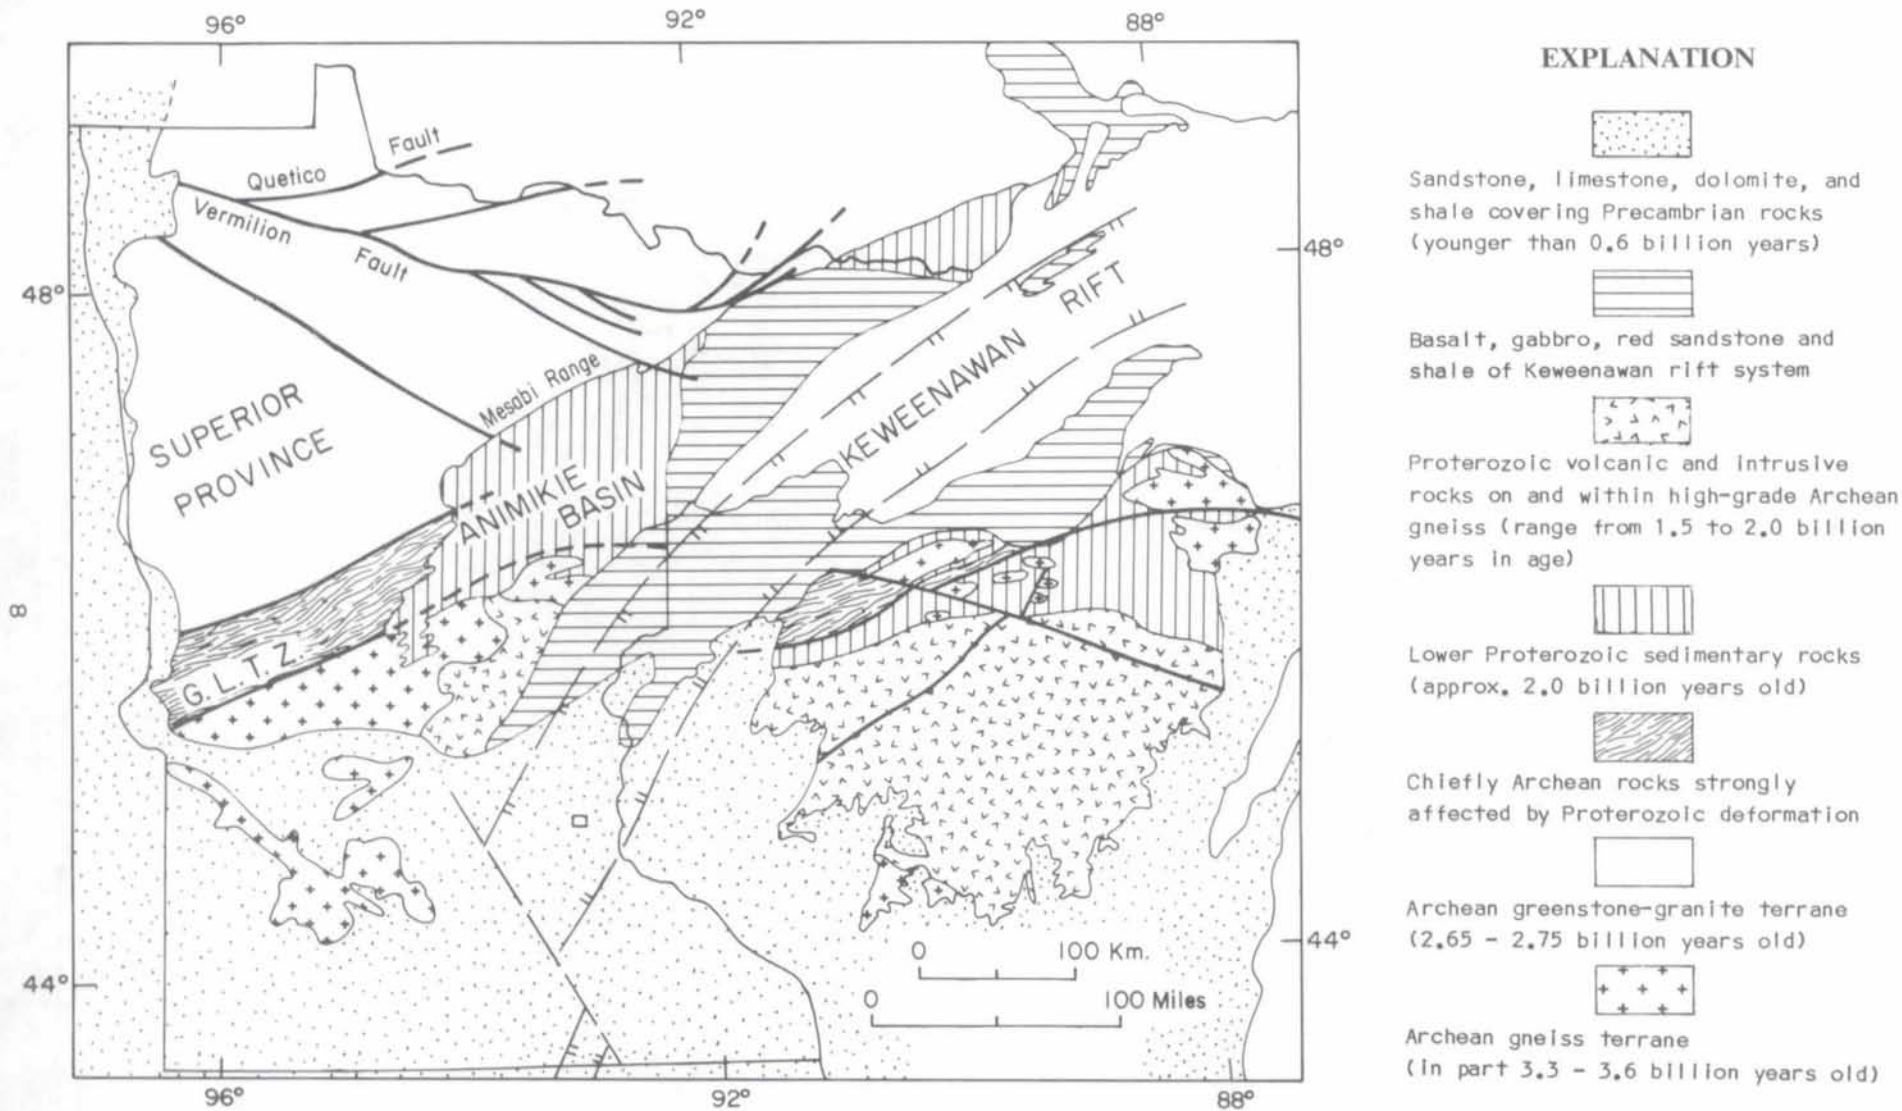 96°
92°
88°
48°
48°
44°
44°
96°
92°
88°
8
Quetico
Fault
Vermilion
Fault
Mesabi Range
SUPERIOR
PROVINCE
ANIMIKIE
BASIN
KEWEENAWAN
RIFT
G.L.T.Z.
0 100 Km.
0 100 Miles
EXPLANATION
Sandstone, limestone, dolomite, and
shale covering Precambrian rocks
(younger than 0.6 billion years)
Basalt, gabbro, red sandstone and
shale of Keweenawan rift system
Proterozoic volcanic and intrusive
rocks on and within high-grade Archean
gneiss (range from 1.5 to 2.0 billion
years in age)
Lower Proterozoic sedimentary rocks
(approx. 2.0 billion years old)
Chiefly Archean rocks strongly
affected by Proterozoic deformation
Archean greenstone-granite terrane
(2.65 - 2.75 billion years old)
Archean gneiss terrane
(in part 3.3 - 3.6 billion years old)